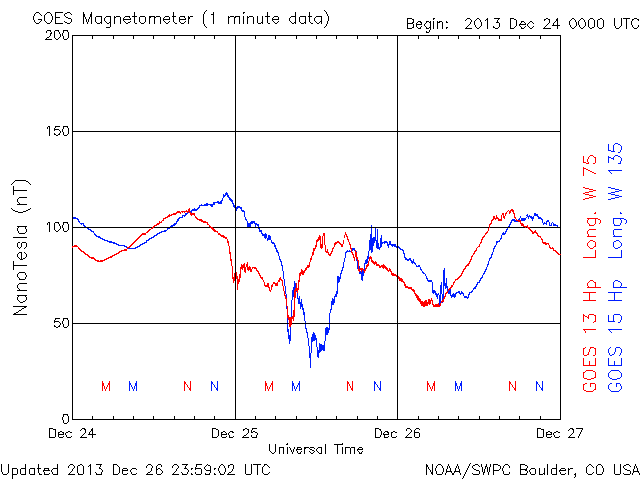 GOES Magnetometer (1 minute data)
Begin: 2013 Dec 24 0000 UTC
200
150
100
50
0
NanoTesla (nT)
M M N N M M N N M M N N
Dec 24 Dec 25 Dec 26 Dec 27
Universal Time
GOES 13 Hp Long. W 75
GOES 15 Hp Long. W 135
Updated 2013 Dec 26 23:59:02 UTC
NOAA/SWPC Boulder, CO USA